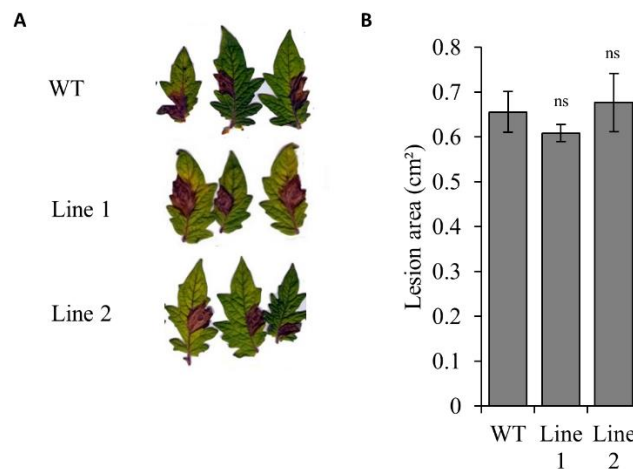 A
WT
Line 1
Line 2
B
Lesion area (cm²)
0.8
0.7
0.6
0.5
0.4
0.3
0.2
0.1
0
ns
ns
WT
Line 1
Line 2